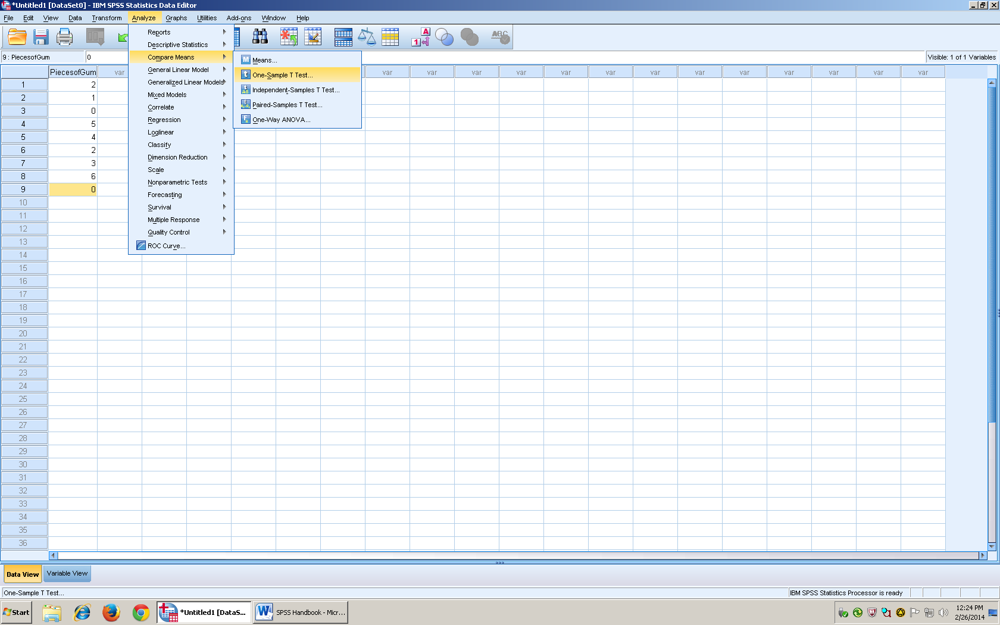 *Untitled1 [DataSet0] - IBM SPSS Statistics Data Editor
File Edit View Data Transform Analyze Graphs Utilities Add-ons Window Help
9 : PiecesofGum 0 Visible: 1 of 1 Variables
PiecesofGum var var var var var var var var var var var var var var
Reports
Descriptive Statistics
Compare Means
General Linear Model
Generalized Linear Models
Mixed Models
Correlate
Regression
Loglinear
Classify
Dimension Reduction
Scale
Nonparametric Tests
Forecasting
Survival
Multiple Response
Quality Control
ROC Curve...
M Means...
t One-Sample T Test...
Independent-Samples T Test...
Paired-Samples T Test...
One-Way ANOVA...
A
1
ABC
1 2
2 1
3 0
4 5
5 4
6 2
7 3
8 6
9 0
10
11
12
13
14
15
16
17
18
19
20
21
22
23
24
25
26
27
28
29
30
31
32
33
34
35
36
Data View Variable View
One-Sample T Test... IBM SPSS Statistics Processor is ready
Start *Untitled1 [DataS... SPSS Handbook - Micr... 12:24 PM
2/26/2014